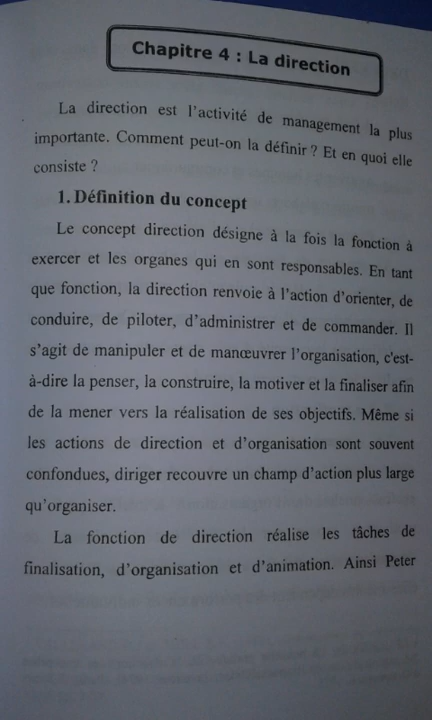 Chapitre 4 : La direction
La direction est l'activité de management la plus
importante. Comment peut-on la définir ? Et en quoi elle
consiste ?
1. Définition du concept
Le concept direction désigne à la fois la fonction à
exercer et les organes qui en sont responsables. En tant
que fonction, la direction renvoie à l'action d'orienter, de
conduire, de piloter, d'administrer et de commander. Il
s'agit de manipuler et de manœuvrer l'organisation, c'est-
à-dire la penser, la construire, la motiver et la finaliser afin
de la mener vers la réalisation de ses objectifs. Même si
les actions de direction et d'organisation sont souvent
confondues, diriger recouvre un champ d'action plus large
qu'organiser.
La fonction de direction réalise les tâches de
finalisation, d'organisation et d'animation. Ainsi Peter